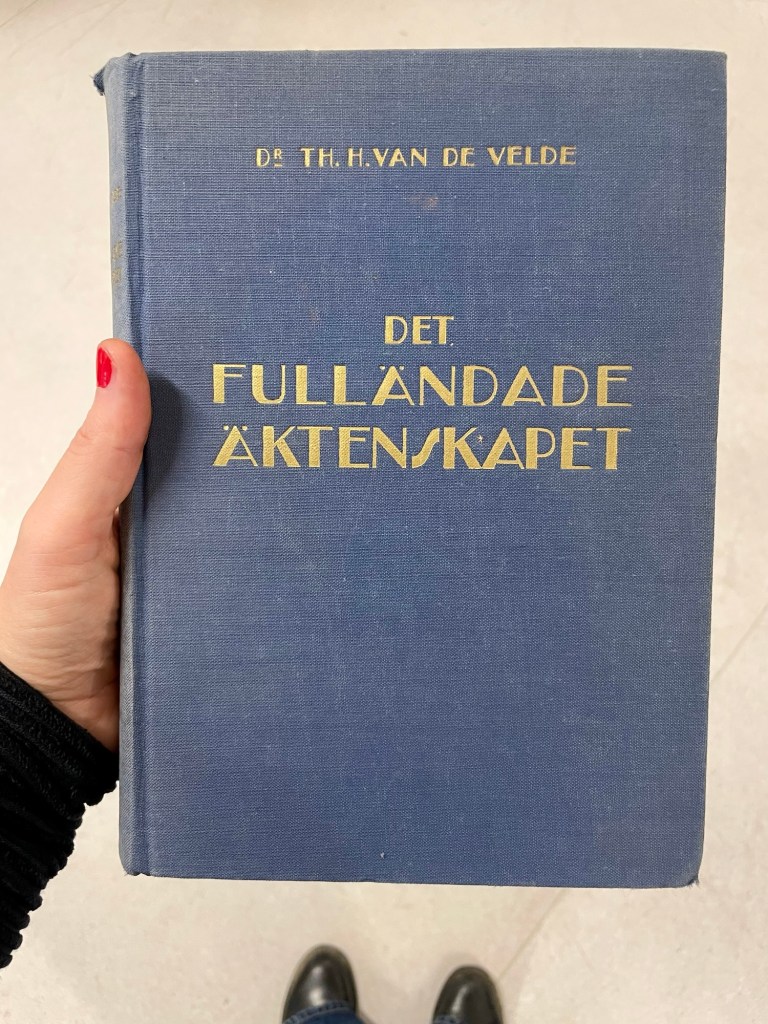 DR TH. H. VAN DE VELDE
DET
FULLÄNDADE
ÄKTENSKAPET